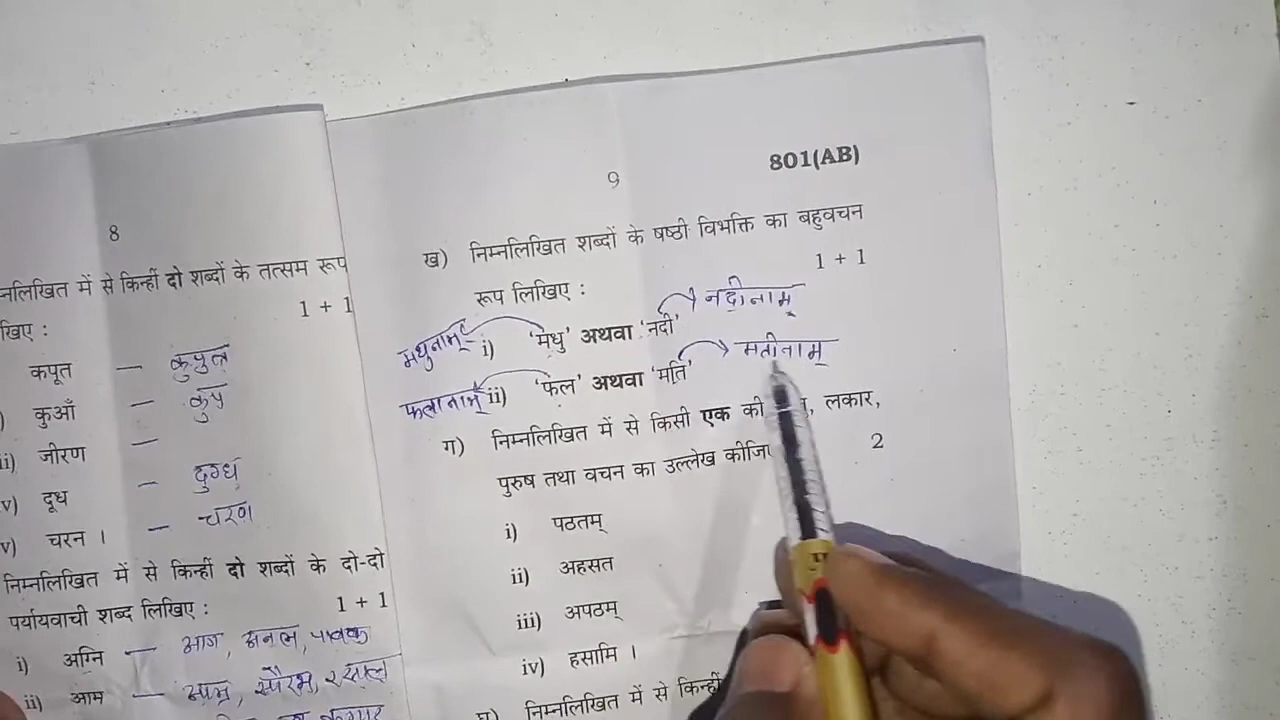 8
नलिखित में से किन्हीं दो शब्दों के तत्सम रूप
1 + 1
खिए :
कपूत — कुपुत्र
) कुआँ — कुप
ii) जीरण —
v) दूध — दुग्ध
v) चरन । — चरण
निम्नलिखित में से किन्हीं दो शब्दों के दो-दो
पर्यायवाची शब्द लिखिए :
1 + 1
i) अग्नि — आग, अनल, पावक
ii) आम — आम्र, सौरभ, रसाल
9
801(AB)
ख) निम्नलिखित शब्दों के षष्ठी विभक्ति का बहुवचन
रूप लिखिए :
1 + 1
मधुनाम् i) 'मधु' अथवा 'नदी' नदीनाम्
फलानाम् ii) 'फल' अथवा 'मति' मतीनाम्
ग) निम्नलिखित में से किसी एक की लकार,
पुरुष तथा वचन का उल्लेख कीजि
2
i) पठतम्
ii) अहसत
iii) अपठम्
iv) हसामि ।
घ) निम्नलिखित में से किन्हीं